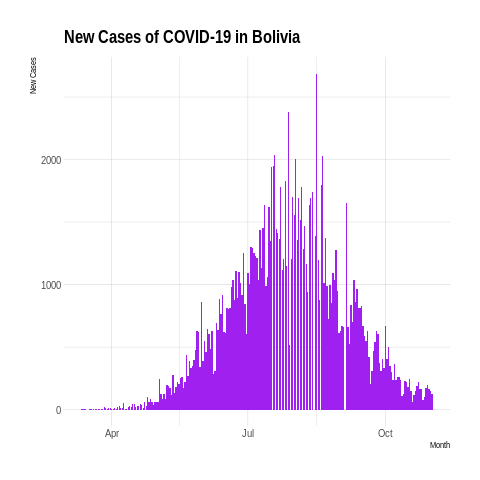 New Cases of COVID-19 in Bolivia
New Cases
2000
1000
0
Apr
Jul
Oct
Month